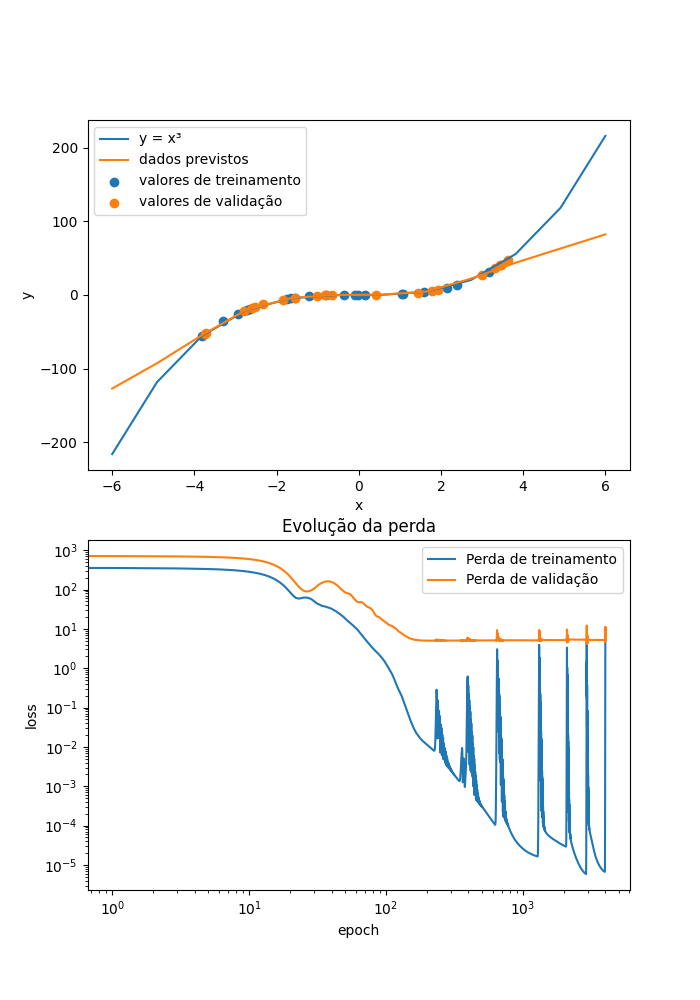 y = x³
dados previstos
valores de treinamento
valores de validação
200
100
0
−100
−200
y
−6
−4
−2
0
2
4
6
x
Evolução da perda
Perda de treinamento
Perda de validação
10³
10²
10¹
10⁰
10⁻¹
10⁻²
10⁻³
10⁻⁴
10⁻⁵
loss
10⁰
10¹
10²
10³
epoch